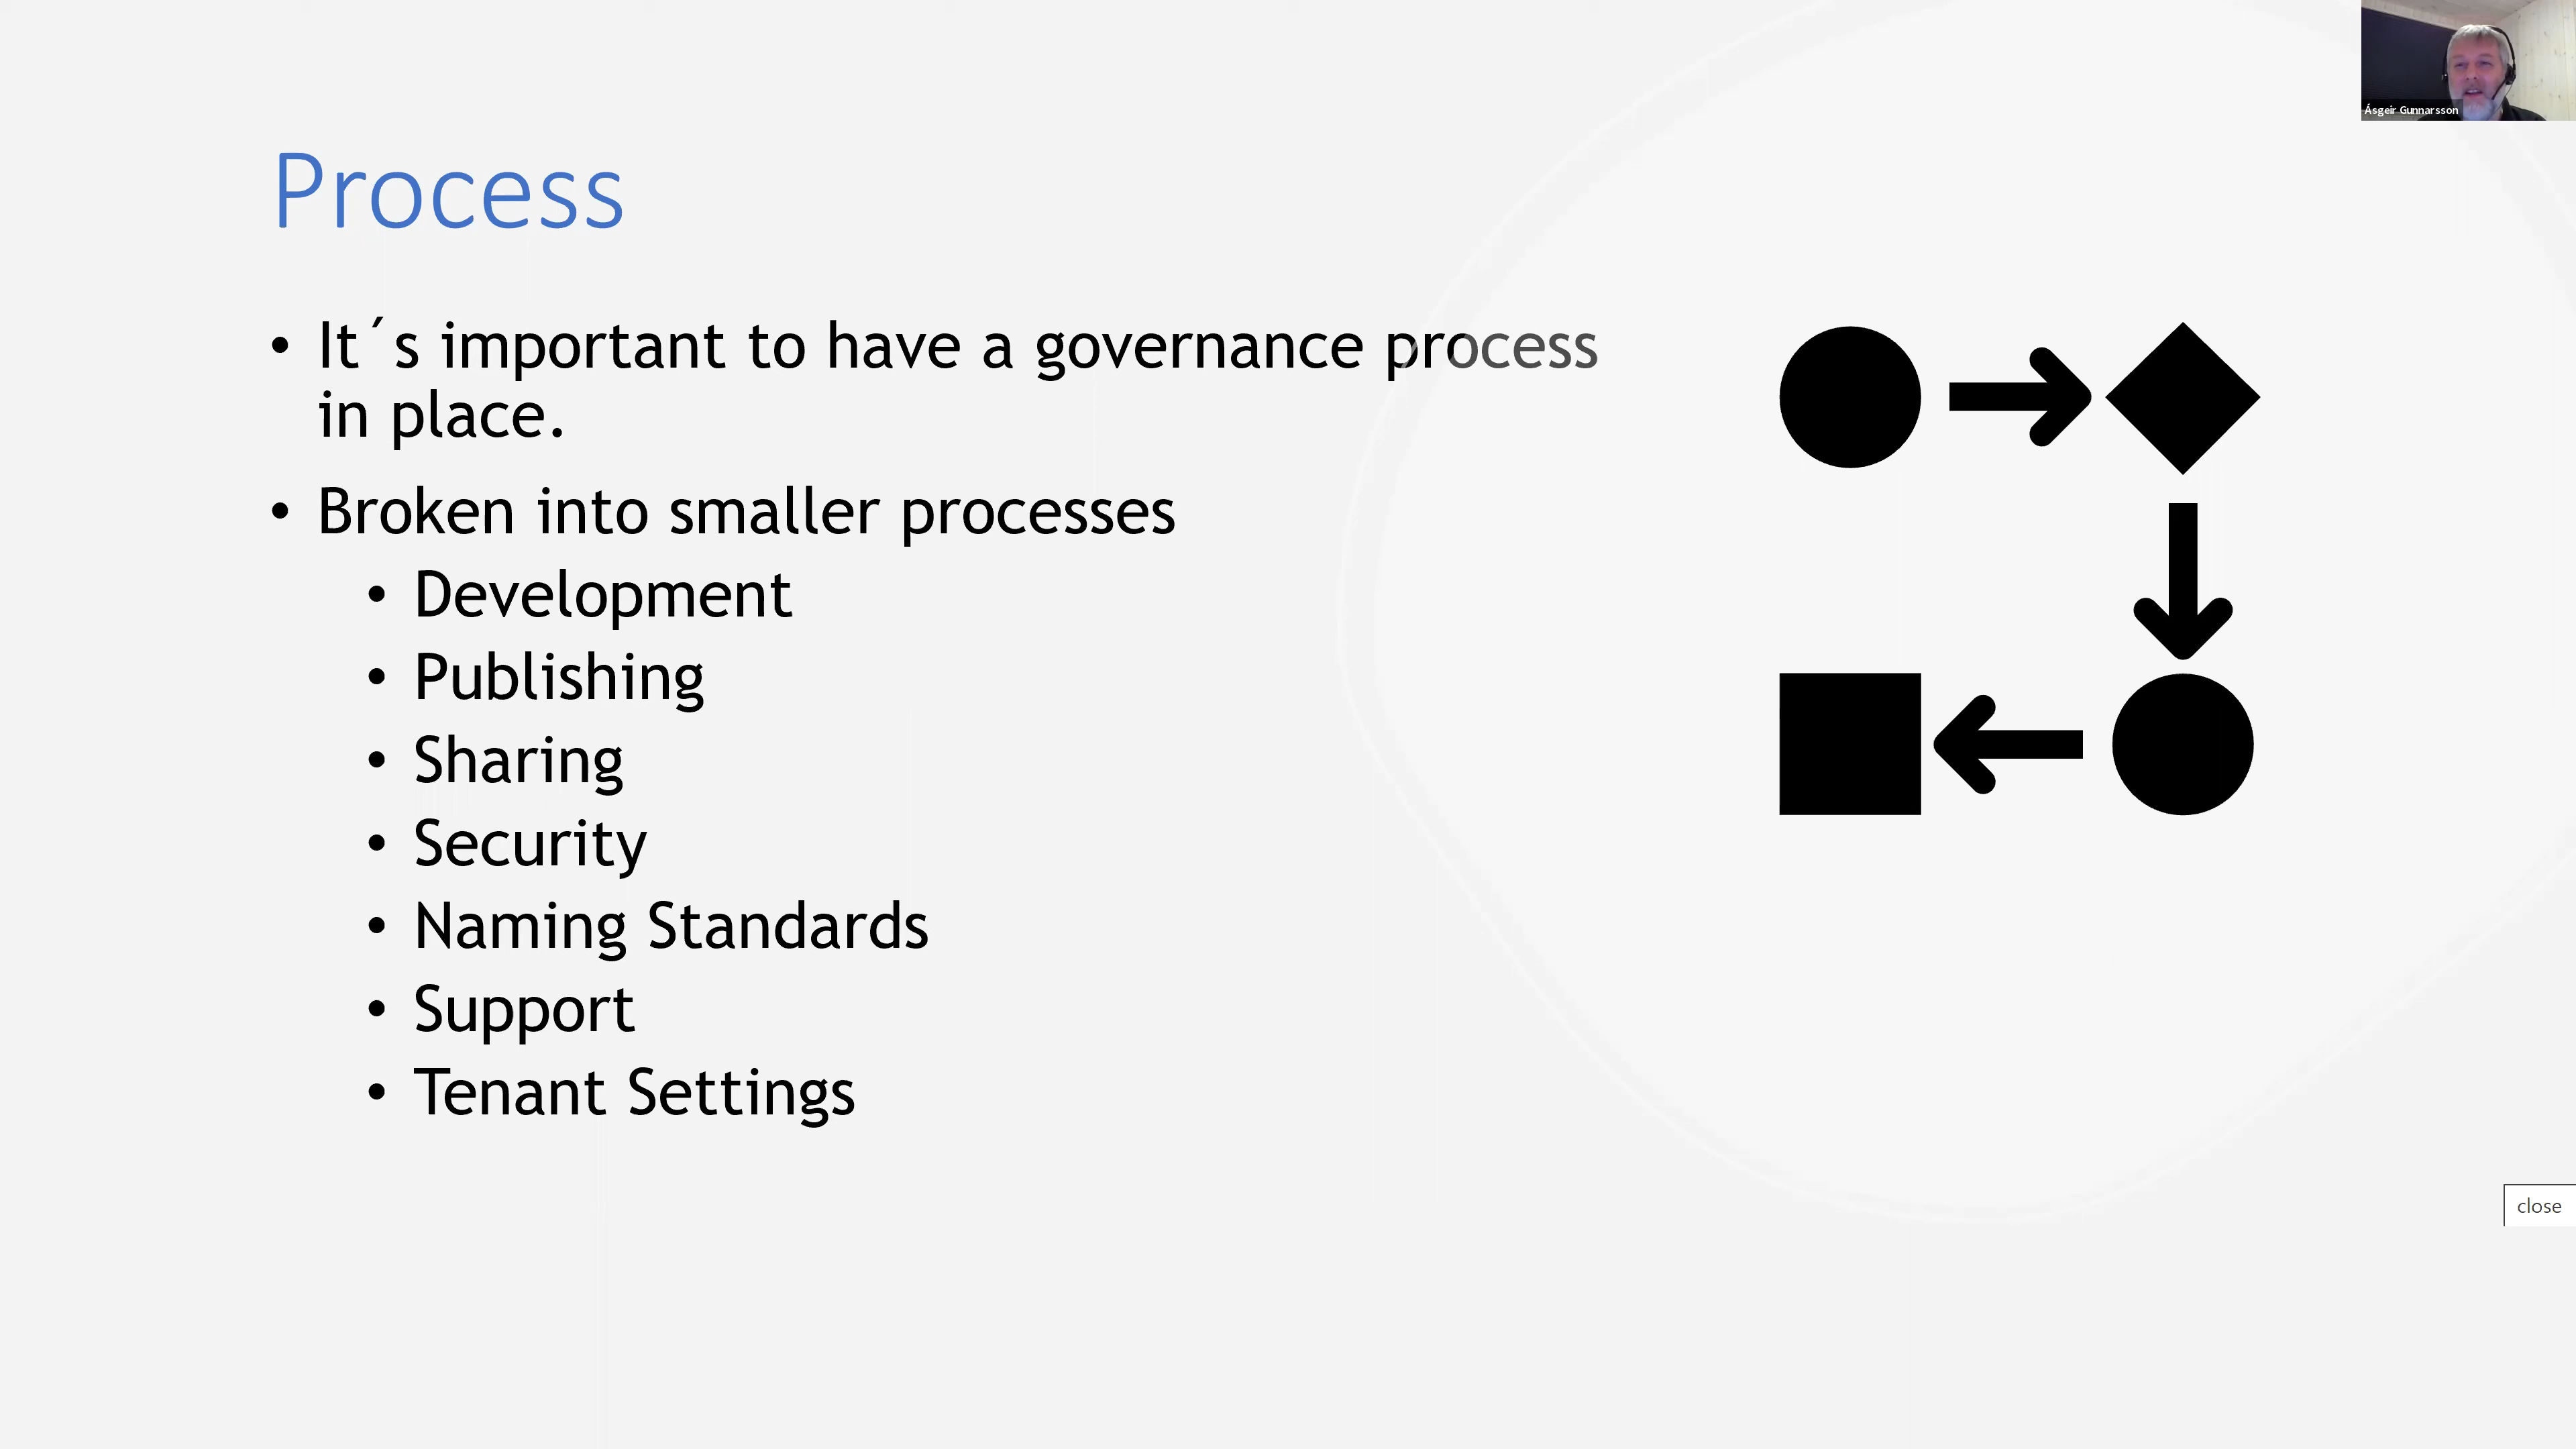 Ásgeir Gunnarsson
Process
• It´s important to have a governance process
in place.
• Broken into smaller processes
• Development
• Publishing
• Sharing
• Security
• Naming Standards
• Support
• Tenant Settings
close